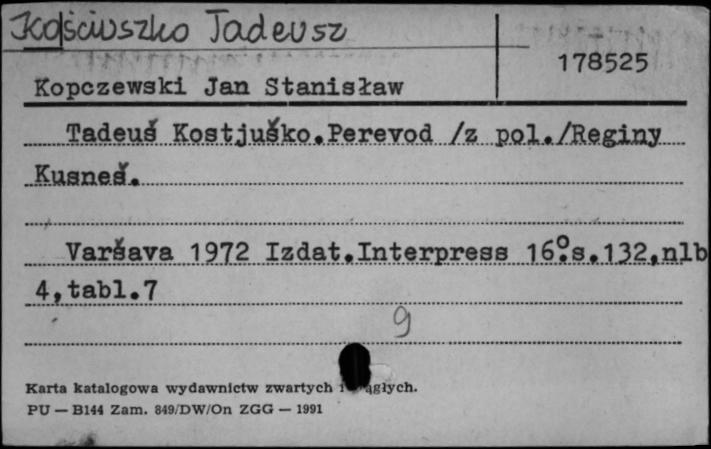 Kościuszko Tadeusz
178525
Kopczewski Jan Stanisław
Tadeuš Kostjuško.Perevod /z pol./Reginy
Kusneš.
Varšava 1972 Izdat.Interpress 16°.s.132,nlb
4,tabl.7
9
Karta katalogowa wydawnictw zwartych i
PU — B144 Zam. 849/DW/On ZGG — 1991